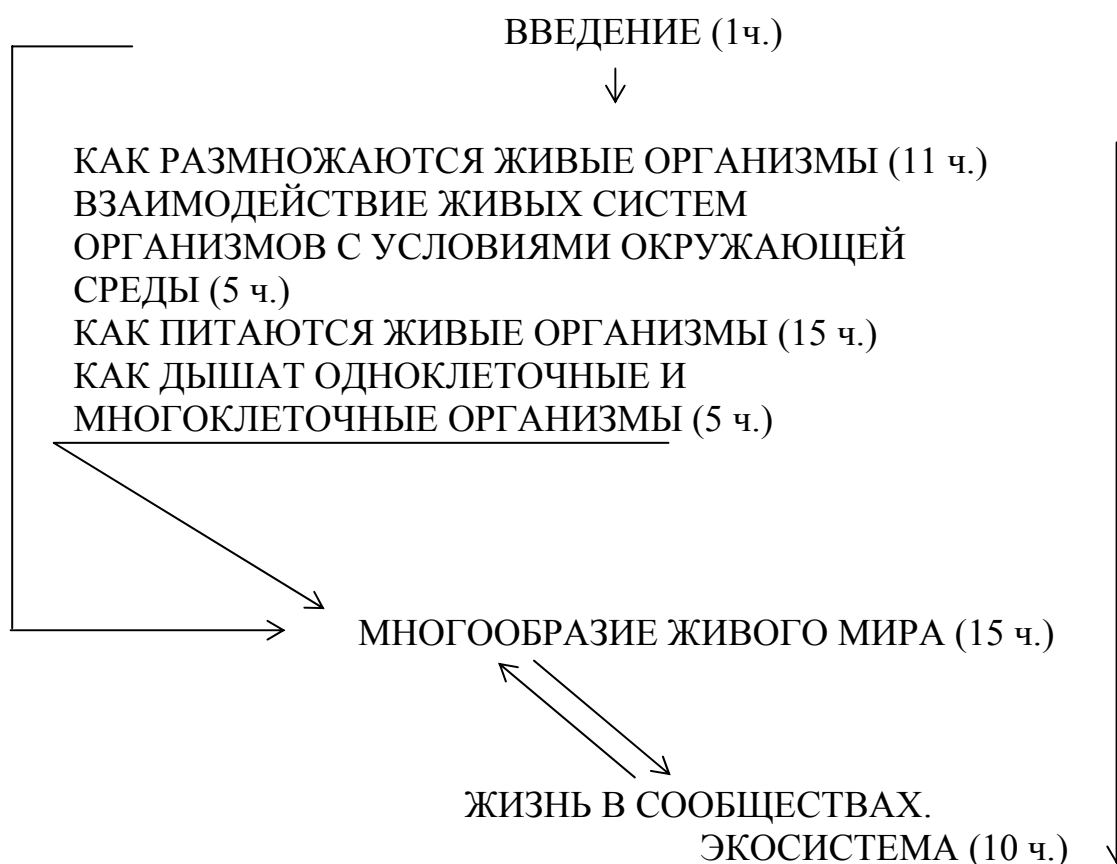 ВВЕДЕНИЕ (1ч.)
КАК РАЗМНОЖАЮТСЯ ЖИВЫЕ ОРГАНИЗМЫ (11 ч.)
ВЗАИМОДЕЙСТВИЕ ЖИВЫХ СИСТЕМ
ОРГАНИЗМОВ С УСЛОВИЯМИ ОКРУЖАЮЩЕЙ
СРЕДЫ (5 ч.)
КАК ПИТАЮТСЯ ЖИВЫЕ ОРГАНИЗМЫ (15 ч.)
КАК ДЫШАТ ОДНОКЛЕТОЧНЫЕ И
МНОГОКЛЕТОЧНЫЕ ОРГАНИЗМЫ (5 ч.)
МНОГООБРАЗИЕ ЖИВОГО МИРА (15 ч.)
ЖИЗНЬ В СООБЩЕСТВАХ.
ЭКОСИСТЕМА (10 ч.)